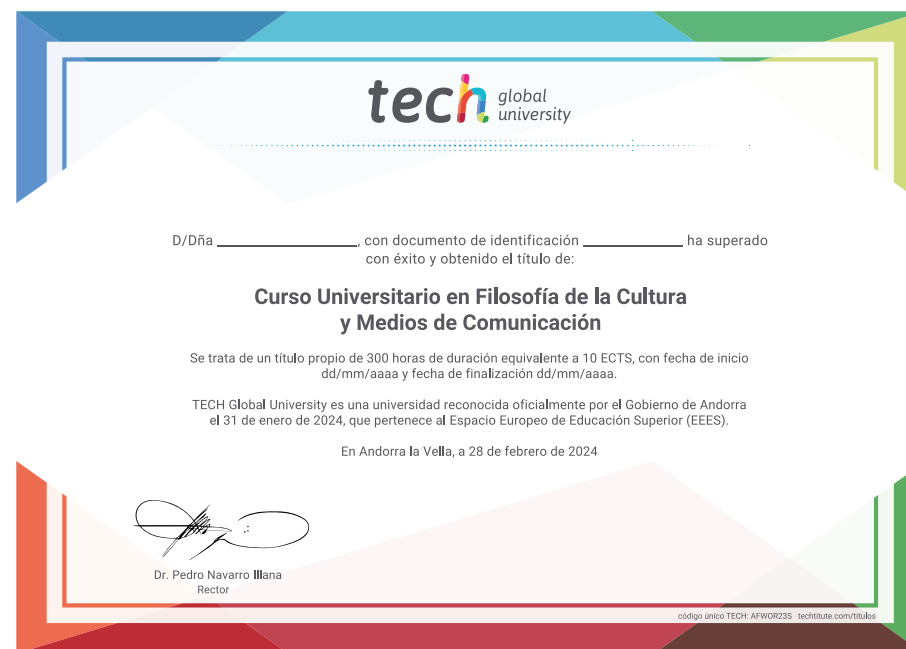 tech global university
D/Dña ____________________, con documento de identificación ______________ ha superado
con éxito y obtenido el título de:
Curso Universitario en Filosofía de la Cultura
y Medios de Comunicación
Se trata de un título propio de 300 horas de duración equivalente a 10 ECTS, con fecha de inicio
dd/mm/aaaa y fecha de finalización dd/mm/aaaa.
TECH Global University es una universidad reconocida oficialmente por el Gobierno de Andorra
el 31 de enero de 2024, que pertenece al Espacio Europeo de Educación Superior (EEES).
En Andorra la Vella, a 28 de febrero de 2024
Dr. Pedro Navarro Illana
Rector
código único TECH: AFWOR23S techtitute.com/titulos